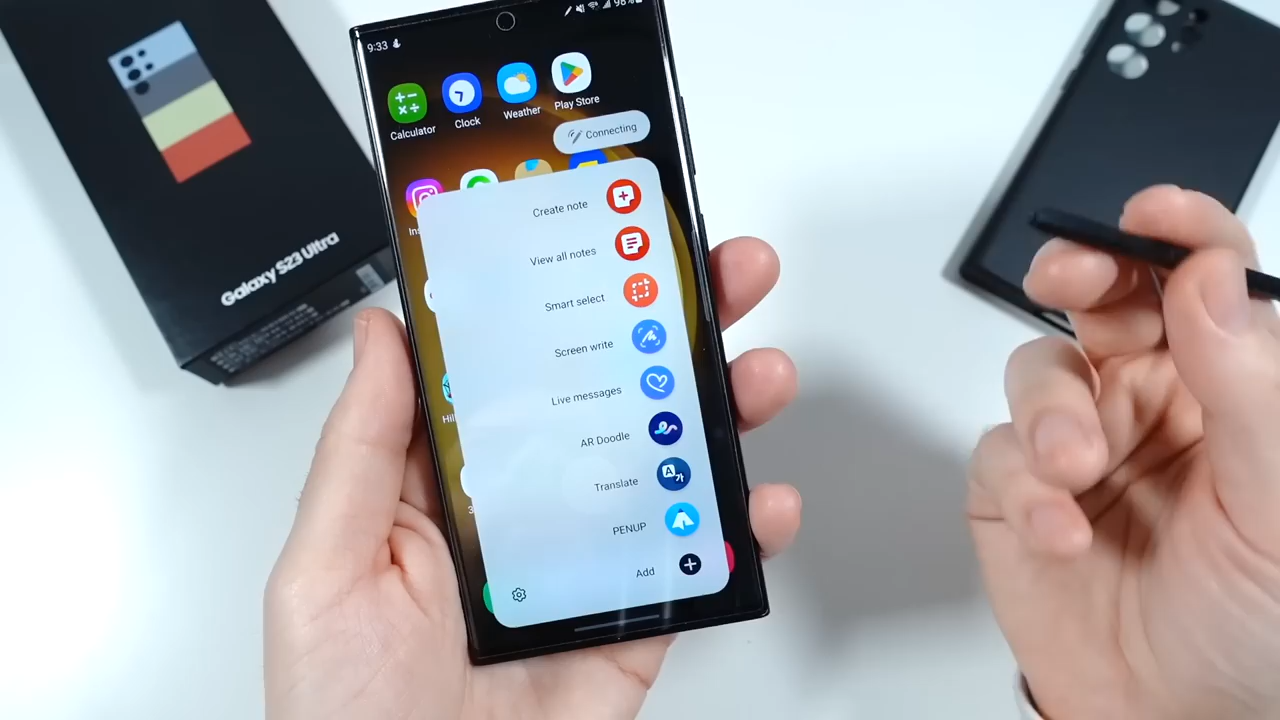 9:33
98%
Calculator
Clock
Weather
Play Store
Connecting
Create note
View all notes
Smart select
Screen write
Live messages
AR Doodle
Translate
PENUP
Add
Galaxy S23 Ultra